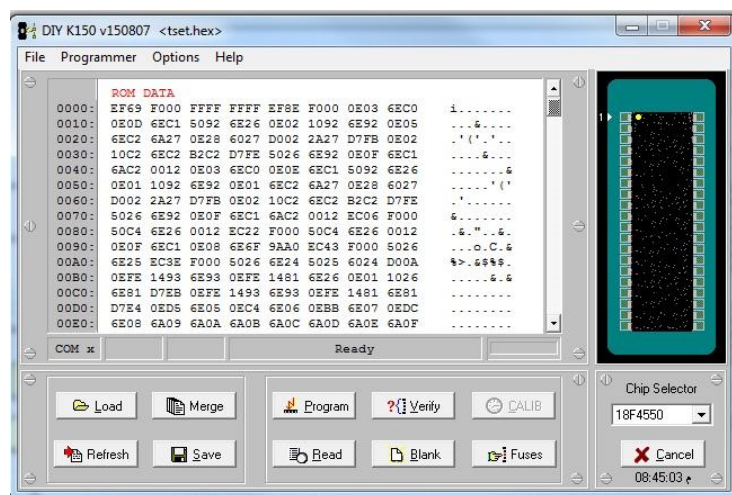 DIY K150 v150807 <tset.hex>
File Programmer Options Help
ROM DATA
0000: EF69 F000 FFFF FFFF EF8E F000 0E03 6EC0 i.......
0010: 0E0D 6EC1 5092 6E26 0E02 1092 6E92 0E05 ...&....
0020: 6EC2 6A27 0E28 6027 D002 2A27 D7FB 0E02 .'('.'..
0030: 10C2 6EC2 B2C2 D7FE 5026 6E92 0E0F 6EC1 ....&...
0040: 6AC2 0012 0E03 6EC0 0E0E 6EC1 5092 6E26 .......&
0050: 0E01 1092 6E92 0E01 6EC2 6A27 0E28 6027 .....'('
0060: D002 2A27 D7FB 0E02 10C2 6EC2 B2C2 D7FE .'......
0070: 5026 6E92 0E0F 6EC1 6AC2 0012 EC06 F000 &.......
0080: 50C4 6E26 0012 EC22 F000 50C4 6E26 0012 .&."..&.
0090: 0E0F 6EC1 0E08 6E6F 9AA0 EC43 F000 5026 ...o.C.&
00A0: 6E25 EC3E F000 5026 6E24 5025 6024 D00A %>.&$%$.
00B0: 0EFE 1493 6E93 0EFE 1481 6E26 0E01 1026 .....&.&
00C0: 6E81 D7EB 0EFE 1493 6E93 0EFE 1481 6E81 ........
00D0: D7E4 0ED5 6E05 0EC4 6E06 0EBB 6E07 0EDC ........
00E0: 6E08 6A09 6A0A 6A0B 6A0C 6A0D 6A0E 6A0F ........
COM x Ready
1
Load Merge Program ?{ Verify CALIB
Refresh Save Read Blank Fuses
Chip Selector
18F4550
Cancel
08:45:03 م